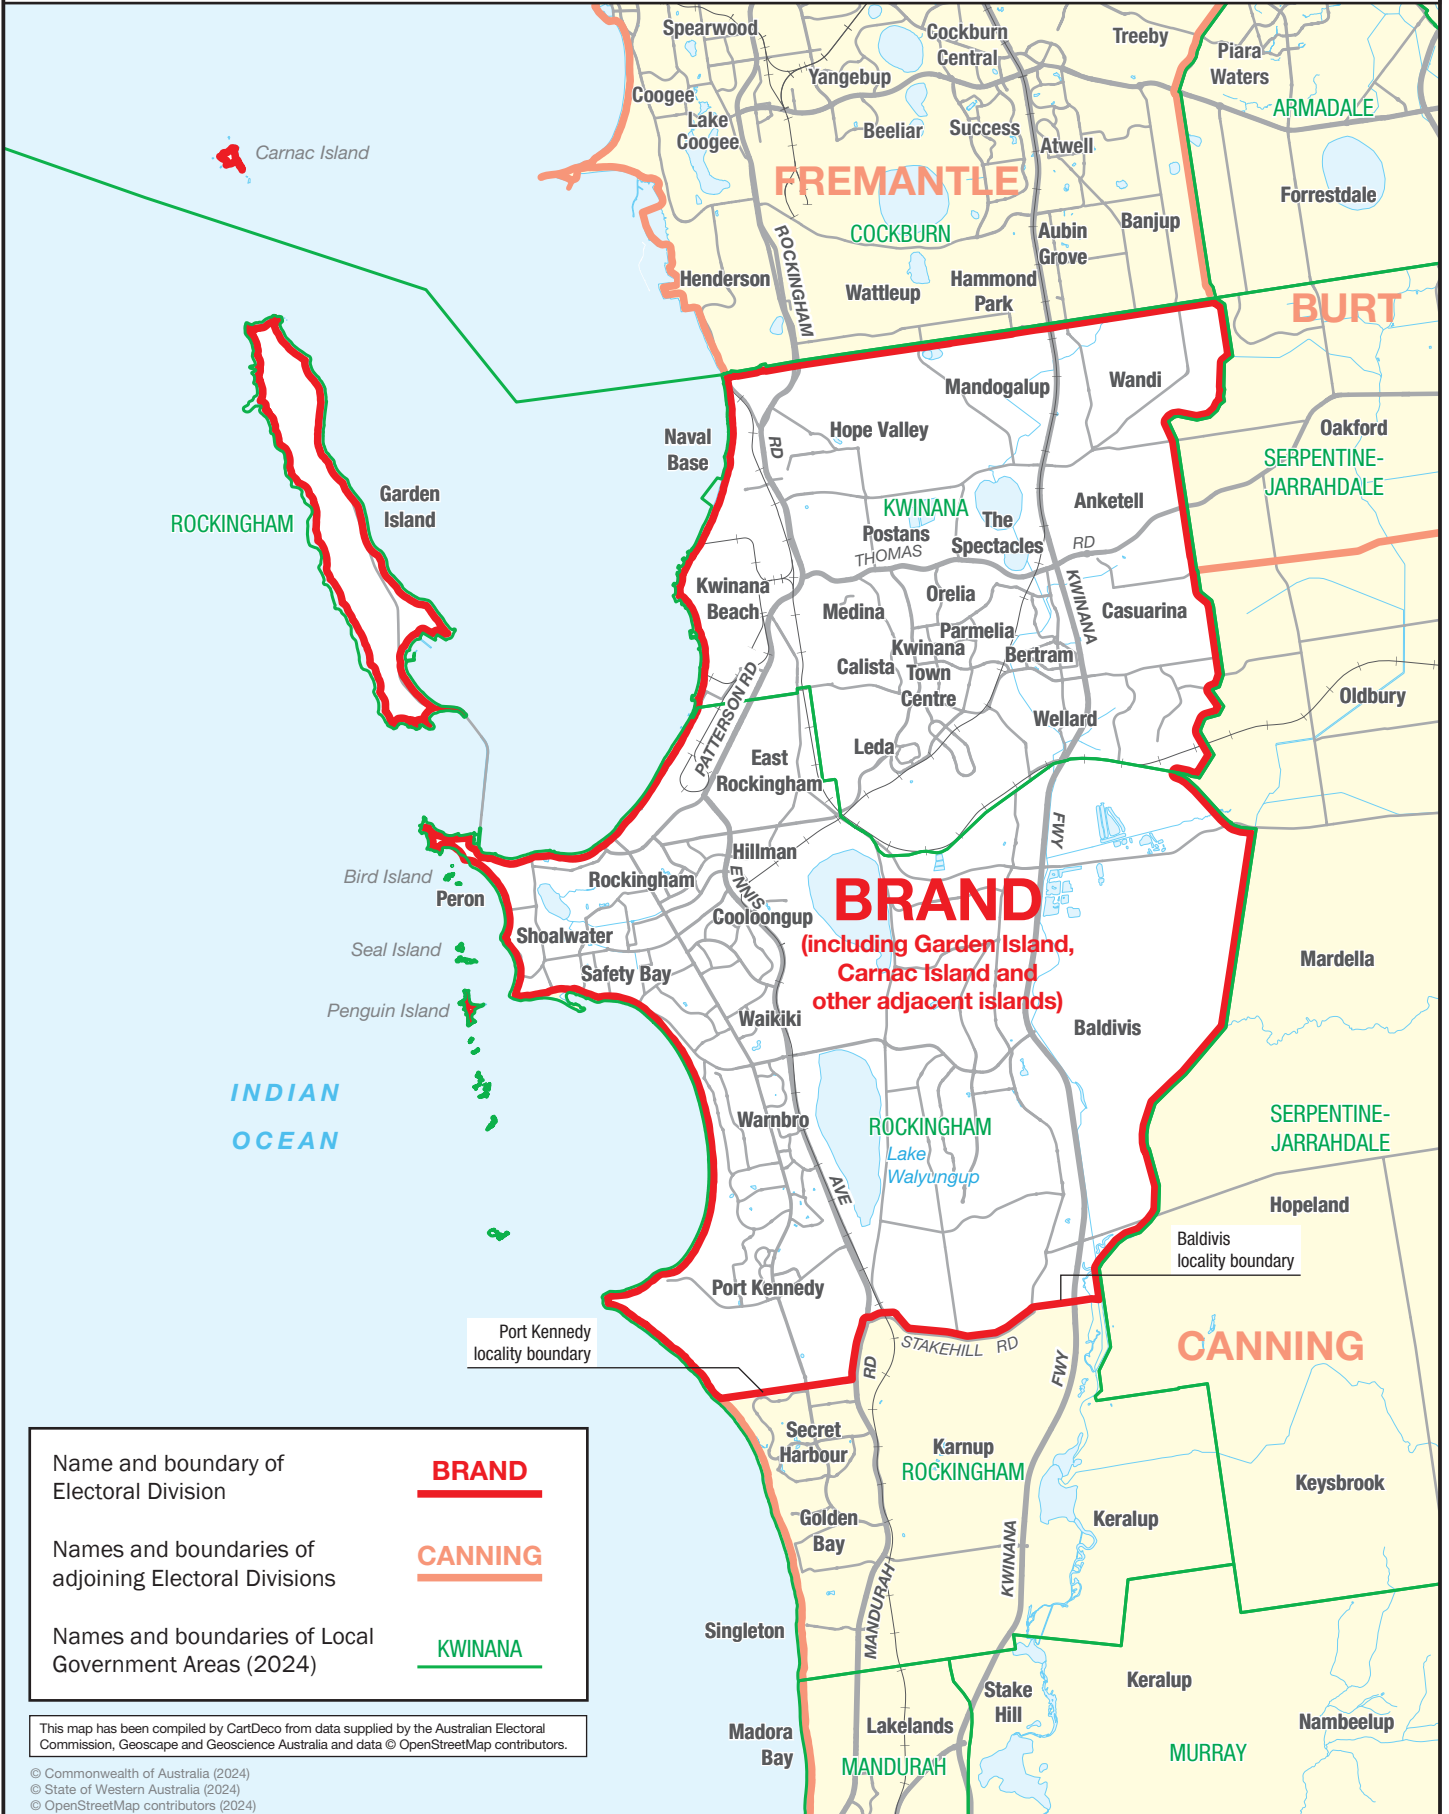 Spearwood
Cockburn
Central
Treeby
Piara
Waters
Yangebup
Coogee
ARMADALE
Lake
Coogee
Beeliar
Success
Atwell
Carnac Island
FREMANTLE
Forrestdale
COCKBURN
Aubin
Grove
Banjup
ROCKINGHAM
Henderson
Wattleup
Hammond
Park
BURT
Mandogalup
Wandi
Hope Valley
Oakford
Naval
Base
RD
SERPENTINE-
JARRAHDALE
Garden
Island
ROCKINGHAM
KWINANA
Anketell
Postans
The
Spectacles
THOMAS
RD
Kwinana
Beach
Medina
Orelia
KWINANA
Casuarina
Parmelia
Kwinana
Town
Centre
Bertram
Calista
PATTERSON RD
Wellard
Oldbury
Leda
East
Rockingham
FWY
Hillman
Bird Island
Rockingham
ENNIS
BRAND
(including Garden Island,
Carnac Island and
other adjacent islands)
Peron
Cooloongup
Shoalwater
Seal Island
Safety Bay
Mardella
Penguin Island
Waikiki
Baldivis
INDIAN
OCEAN
Warnbro
ROCKINGHAM
SERPENTINE-
JARRAHDALE
Lake
Walyungup
AVE
Hopeland
Baldivis
locality boundary
Port Kennedy
Port Kennedy
locality boundary
STAKEHILL RD
CANNING
RD
FWY
Secret
Harbour
Karnup
ROCKINGHAM
Keysbrook
Golden
Bay
Keralup
KWINANA
MANDURAH
Singleton
Keralup
Stake
Hill
Lakelands
Nambeelup
Madora
Bay
MANDURAH
MURRAY
Name and boundary of
Electoral Division
BRAND
Names and boundaries of
adjoining Electoral Divisions
CANNING
Names and boundaries of Local
Government Areas (2024)
KWINANA
This map has been compiled by CartDeco from data supplied by the Australian Electoral
Commission, Geoscape and Geoscience Australia and data © OpenStreetMap contributors.
© Commonwealth of Australia (2024)
© State of Western Australia (2024)
© OpenStreetMap contributors (2024)